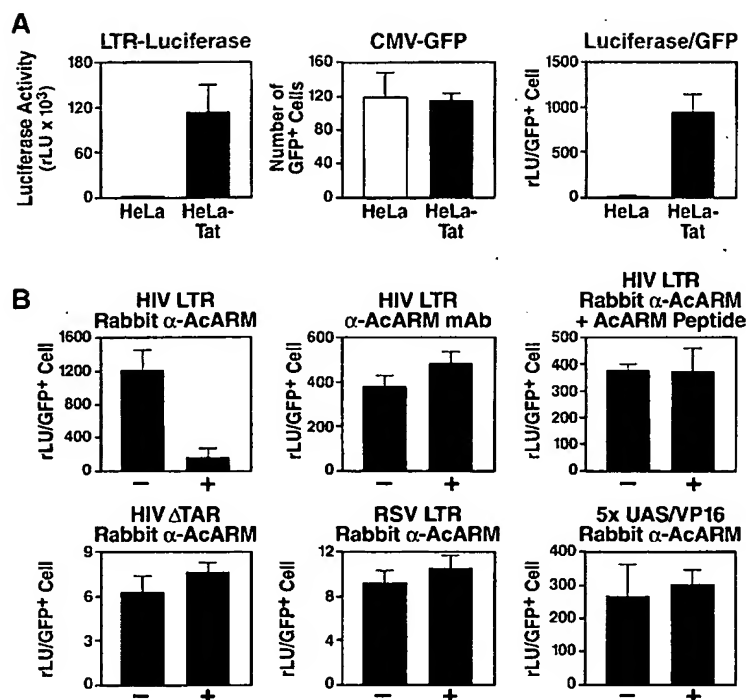 A
LTR-Luciferase
Luciferase Activity
(rLU x 10³)
180
120
60
0
HeLa
HeLa-
Tat
CMV-GFP
Number of
GFP⁺ Cells
160
120
80
40
0
HeLa
HeLa-
Tat
Luciferase/GFP
rLU/GFP⁺ Cell
1500
1000
500
0
HeLa
HeLa-
Tat
B
HIV LTR
Rabbit α-AcARM
rLU/GFP⁺ Cell
1600
1200
800
400
0
− +
HIV LTR
α-AcARM mAb
rLU/GFP⁺ Cell
600
400
200
0
− +
HIV LTR
Rabbit α-AcARM
+ AcARM Peptide
rLU/GFP⁺ Cell
500
400
300
200
100
0
− +
HIV ΔTAR
Rabbit α-AcARM
rLU/GFP⁺ Cell
9
6
3
0
− +
RSV LTR
Rabbit α-AcARM
rLU/GFP⁺ Cell
12
8
4
0
− +
5x UAS/VP16
Rabbit α-AcARM
rLU/GFP⁺ Cell
400
300
200
100
0
− +